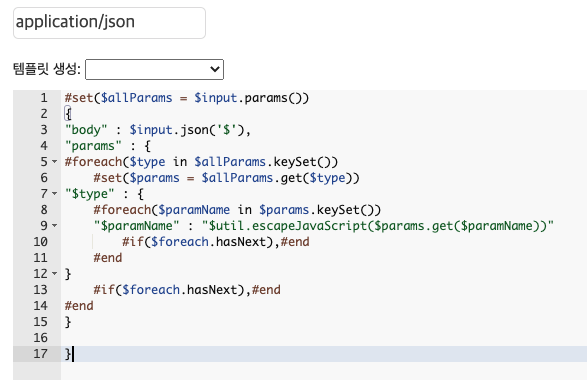 application/json
템플릿 생성:
1 #set($allParams = $input.params())
2 {
3 "body" : $input.json('$'),
4 "params" : {
5 #foreach($type in $allParams.keySet())
6     #set($params = $allParams.get($type))
7 "$type" : {
8     #foreach($paramName in $params.keySet())
9     "$paramName" : "$util.escapeJavaScript($params.get($paramName))"
10         #if($foreach.hasNext),#end
11     #end
12 }
13     #if($foreach.hasNext),#end
14 #end
15 }
16
17 }